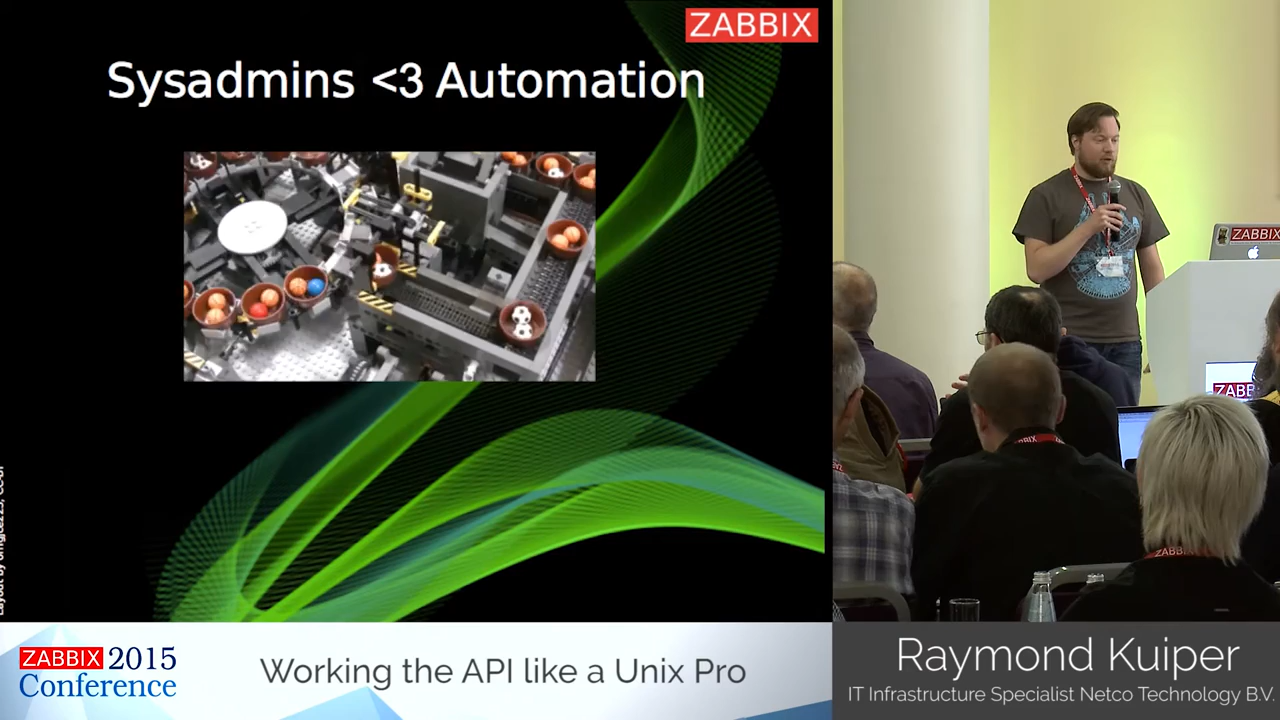 ZABBIX
Sysadmins <3 Automation
ZABBIX
ZABBIX
ZABBIX 2015
Conference
Working the API like a Unix Pro
Raymond Kuiper
IT Infrastructure Specialist Netco Technology B.V.